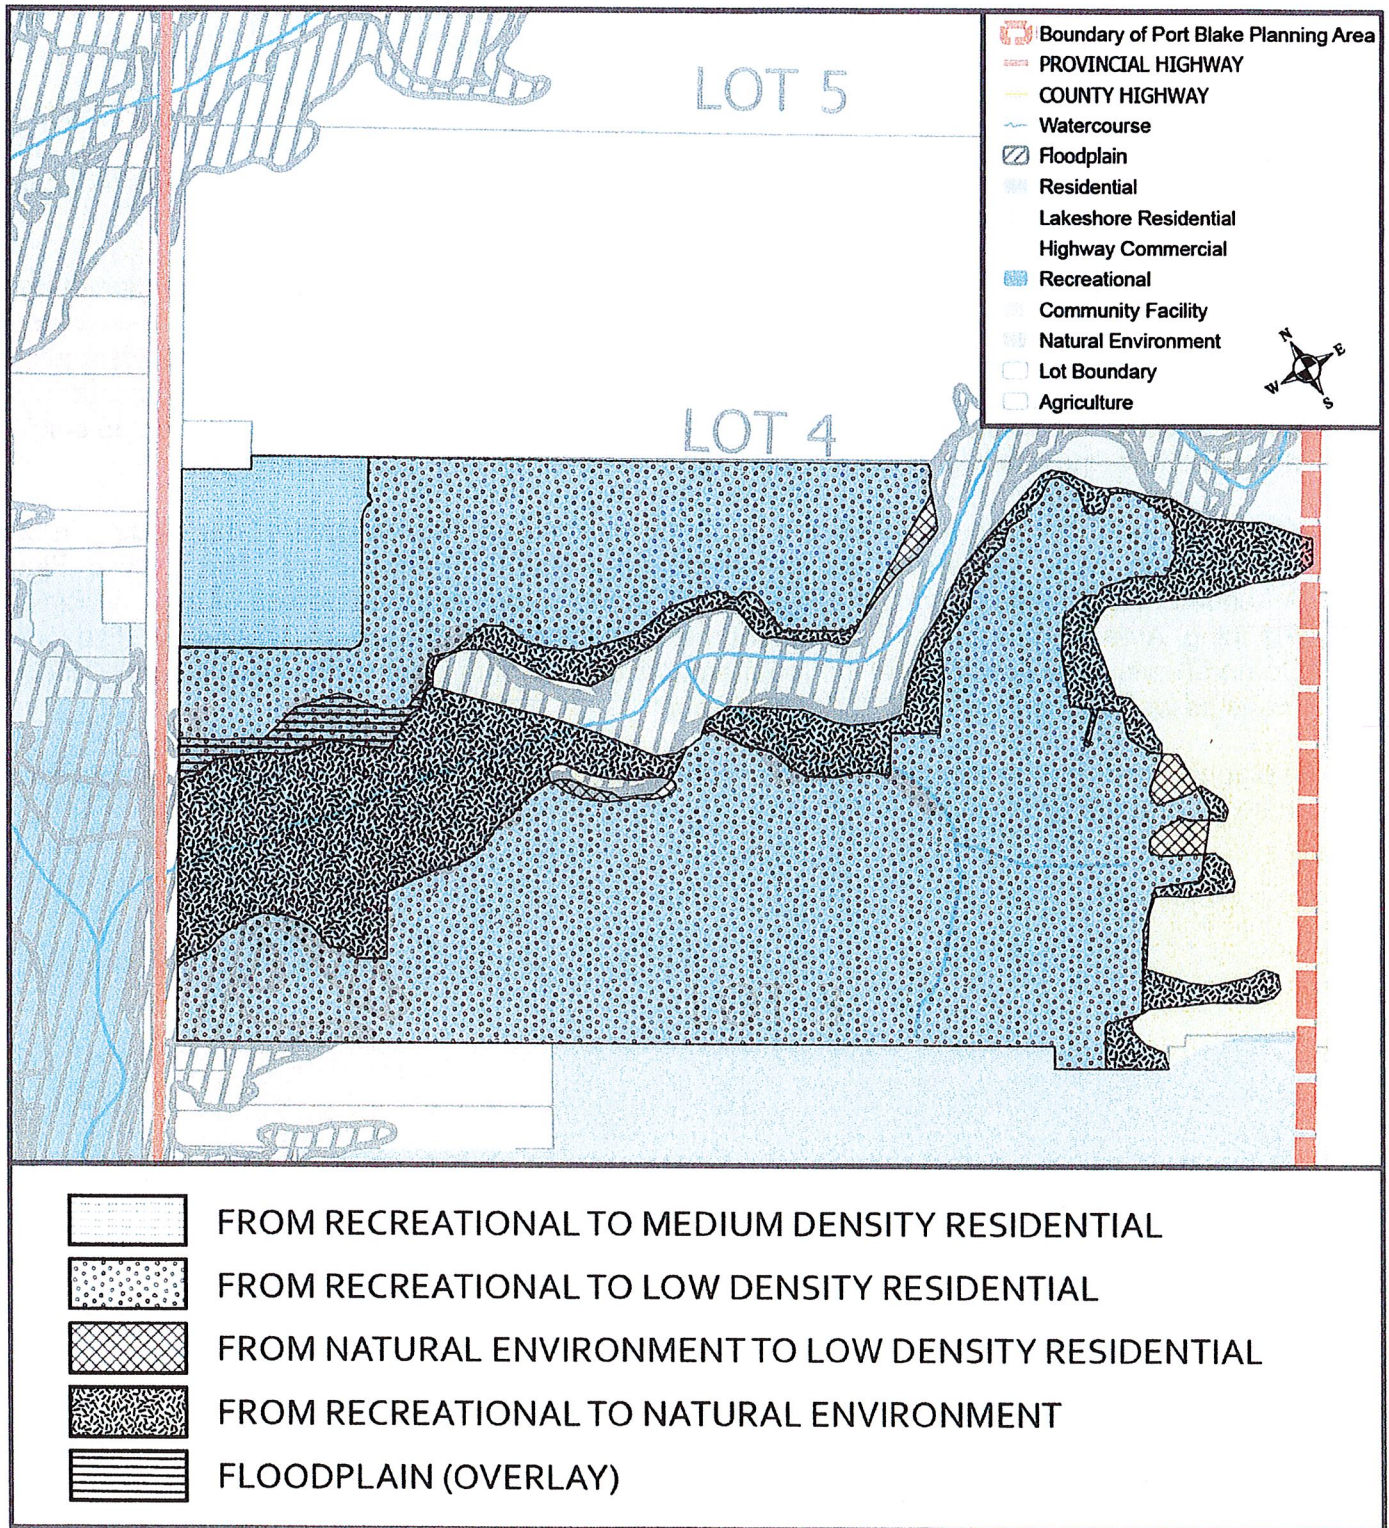 LOT 5
Boundary of Port Blake Planning Area
PROVINCIAL HIGHWAY
COUNTY HIGHWAY
Watercourse
Floodplain
Residential
Lakeshore Residential
Highway Commercial
Recreational
Community Facility
Natural Environment
Lot Boundary
Agriculture
N
E
W
S
LOT 4
FROM RECREATIONAL TO MEDIUM DENSITY RESIDENTIAL
FROM RECREATIONAL TO LOW DENSITY RESIDENTIAL
FROM NATURAL ENVIRONMENT TO LOW DENSITY RESIDENTIAL
FROM RECREATIONAL TO NATURAL ENVIRONMENT
FLOODPLAIN (OVERLAY)